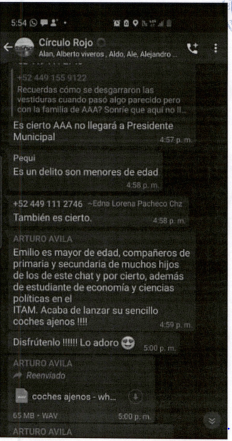 5:54
Círculo Rojo
Alan, Alberto viveros, Aldo, Ale, Alejandro ...
+52 449 155 9122
Recuerdas cómo se desgarraron las
vestiduras cuando pasó algo parecido pero
con la familia de AAA? Sonríe que aquí no ll...
Es cierto AAA no llegará a Presidente
Municipal
4:57 p. m.
Pequi
Es un delito son menores de edad
4:58 p. m.
+52 449 111 2746 ~Edna Lorena Pacheco Chz
También es cierto.
4:58 p. m.
ARTURO AVILA
Emilio es mayor de edad, compañeros de
primaria y secundaria de muchos hijos
de los de este chat y por cierto, además
de estudiante de economía y ciencias
políticas en el
ITAM. Acaba de lanzar su sencillo
coches ajenos !!!!
4:59 p. m.
Disfrútenlo !!!!!! Lo adoro 😍
5:00 p. m.
ARTURO AVILA
Reenviado
coches ajenos - wh...
65 MB • WAV
5:00 p. m.
ARTURO AVILA